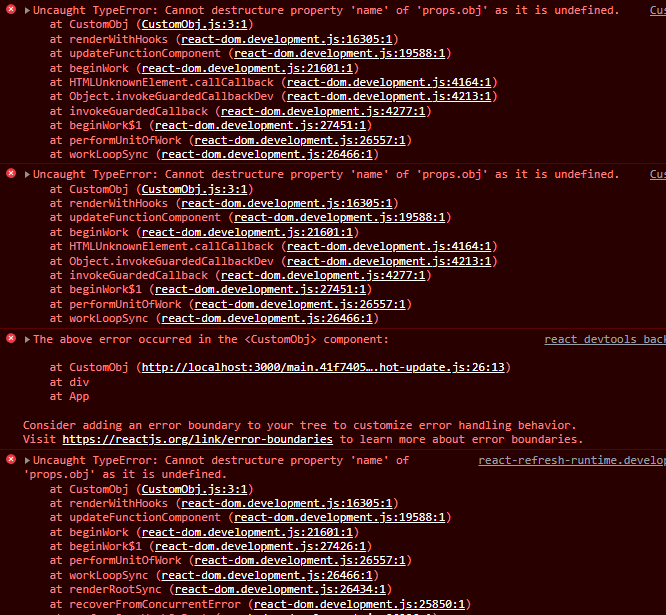 Uncaught TypeError: Cannot destructure property 'name' of 'props.obj' as it is undefined. Cus
at CustomObj (CustomObj.js:3:1)
at renderWithHooks (react-dom.development.js:16305:1)
at updateFunctionComponent (react-dom.development.js:19588:1)
at beginWork (react-dom.development.js:21601:1)
at HTMLUnknownElement.callCallback (react-dom.development.js:4164:1)
at Object.invokeGuardedCallbackDev (react-dom.development.js:4213:1)
at invokeGuardedCallback (react-dom.development.js:4277:1)
at beginWork$1 (react-dom.development.js:27451:1)
at performUnitOfWork (react-dom.development.js:26557:1)
at workLoopSync (react-dom.development.js:26466:1)
Uncaught TypeError: Cannot destructure property 'name' of 'props.obj' as it is undefined. Cus
at CustomObj (CustomObj.js:3:1)
at renderWithHooks (react-dom.development.js:16305:1)
at updateFunctionComponent (react-dom.development.js:19588:1)
at beginWork (react-dom.development.js:21601:1)
at HTMLUnknownElement.callCallback (react-dom.development.js:4164:1)
at Object.invokeGuardedCallbackDev (react-dom.development.js:4213:1)
at invokeGuardedCallback (react-dom.development.js:4277:1)
at beginWork$1 (react-dom.development.js:27451:1)
at performUnitOfWork (react-dom.development.js:26557:1)
at workLoopSync (react-dom.development.js:26466:1)
The above error occurred in the <CustomObj> component: react_devtools_back
at CustomObj (http://localhost:3000/main.41f7405….hot-update.js:26:13)
at div
at App
Consider adding an error boundary to your tree to customize error handling behavior.
Visit https://reactjs.org/link/error-boundaries to learn more about error boundaries.
Uncaught TypeError: Cannot destructure property 'name' of react-refresh-runtime.develop
'props.obj' as it is undefined.
at CustomObj (CustomObj.js:3:1)
at renderWithHooks (react-dom.development.js:16305:1)
at updateFunctionComponent (react-dom.development.js:19588:1)
at beginWork (react-dom.development.js:21601:1)
at beginWork$1 (react-dom.development.js:27426:1)
at performUnitOfWork (react-dom.development.js:26557:1)
at workLoopSync (react-dom.development.js:26466:1)
at renderRootSync (react-dom.development.js:26434:1)
at recoverFromConcurrentError (react-dom.development.js:25850:1)